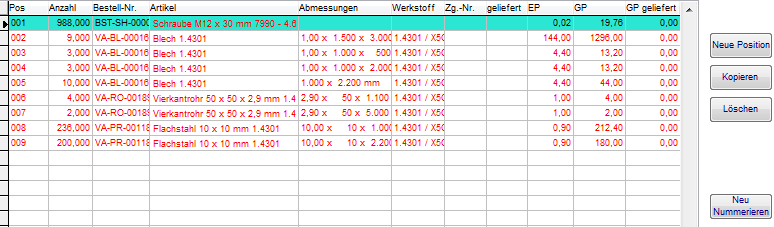 Pos Anzahl Bestell-Nr. Artikel Abmessungen Werkstoff Zg.-Nr. geliefert EP GP GP geliefert
001 988,000 BST-SH-0000 Schraube M12 x 30 mm 7990 - 4.6 0,02 19,76 0,00
002 9,000 VA-BL-00016 Blech 1.4301 1,00 x 1.500 x 3.000 1.4301 / X5C 144,00 1296,00 0,00
003 3,000 VA-BL-00016 Blech 1.4301 1,00 x 1.000 x 500 1.4301 / X5C 4,40 13,20 0,00
004 3,000 VA-BL-00016 Blech 1.4301 1,00 x 1.000 x 1.000 1.4301 / X5C 4,40 13,20 0,00
005 10,000 VA-BL-00016 Blech 1.4301 1.000 x 2.200 mm 1.4301 / X5C 4,40 44,00 0,00
006 4,000 VA-RO-00189 Vierkantrohr 50 x 50 x 2,9 mm 1.4 2,90 x 50 x 1.100 1.4301 / X5C 1,00 4,00 0,00
007 2,000 VA-RO-00189 Vierkantrohr 50 x 50 x 2,9 mm 1.4 2,90 x 50 x 5.000 1.4301 / X5C 1,00 2,00 0,00
008 236,000 VA-PR-00118 Flachstahl 10 x 10 mm 1.4301 10,00 x 10 x 1.000 1.4301 / X5C 0,90 212,40 0,00
009 200,000 VA-PR-00118 Flachstahl 10 x 10 mm 1.4301 10,00 x 10 x 2.200 1.4301 / X5C 0,90 180,00 0,00
Neue Position
Kopieren
Löschen
Neu
Nummerieren